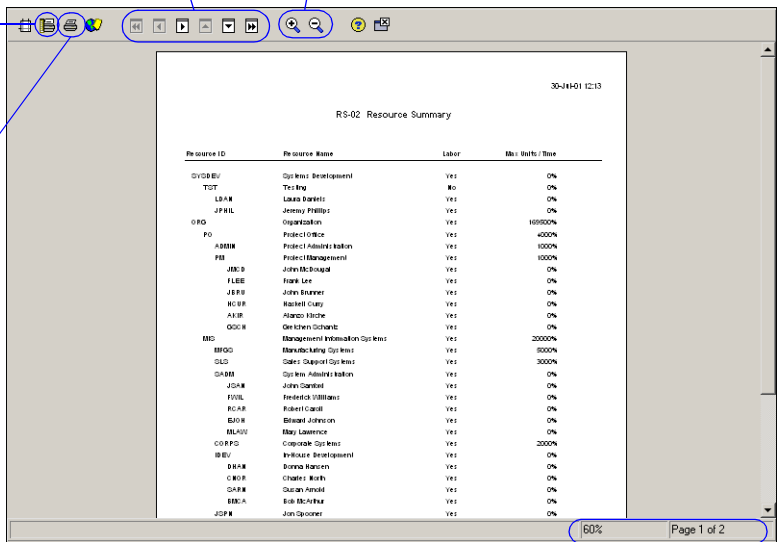 30-Jul-01 12:13
RS-02 Resource Summary
Resource ID Resource Name Labor Max Units / Time
SYSDEV Systems Development Yes 0%
TST Testing No 0%
LDAN Laura Daniels Yes 0%
JPHIL Jeremy Phillips Yes 0%
ORG Organization Yes 169500%
PO Project Office Yes 4000%
ADMIN Project Administration Yes 1000%
PM Project Management Yes 1000%
JMCD John McDougal Yes 0%
FLEE Frank Lee Yes 0%
JBRU John Brunner Yes 0%
HCUR Haskell Curry Yes 0%
AKIR Alanzo Kirche Yes 0%
GSCH Gretchen Schantz Yes 0%
MIS Management Information Systems Yes 20000%
MFGS Manufacturing Systems Yes 5000%
SLS Sales Support Systems Yes 3000%
SADM System Administration Yes 0%
JSAN John Sanford Yes 0%
FWIL Frederick Williams Yes 0%
RCAR Robert Caroll Yes 0%
EJOH Edward Johnson Yes 0%
MLAW Mary Lawrence Yes 0%
CORPS Corporate Systems Yes 2000%
IDEV In-House Development Yes 0%
DHAN Donna Hansen Yes 0%
CNOR Charles North Yes 0%
SARN Susan Arnold Yes 0%
BMCA Bob McArthur Yes 0%
JSPN Jon Spooner Yes 0%
60% Page 1 of 2